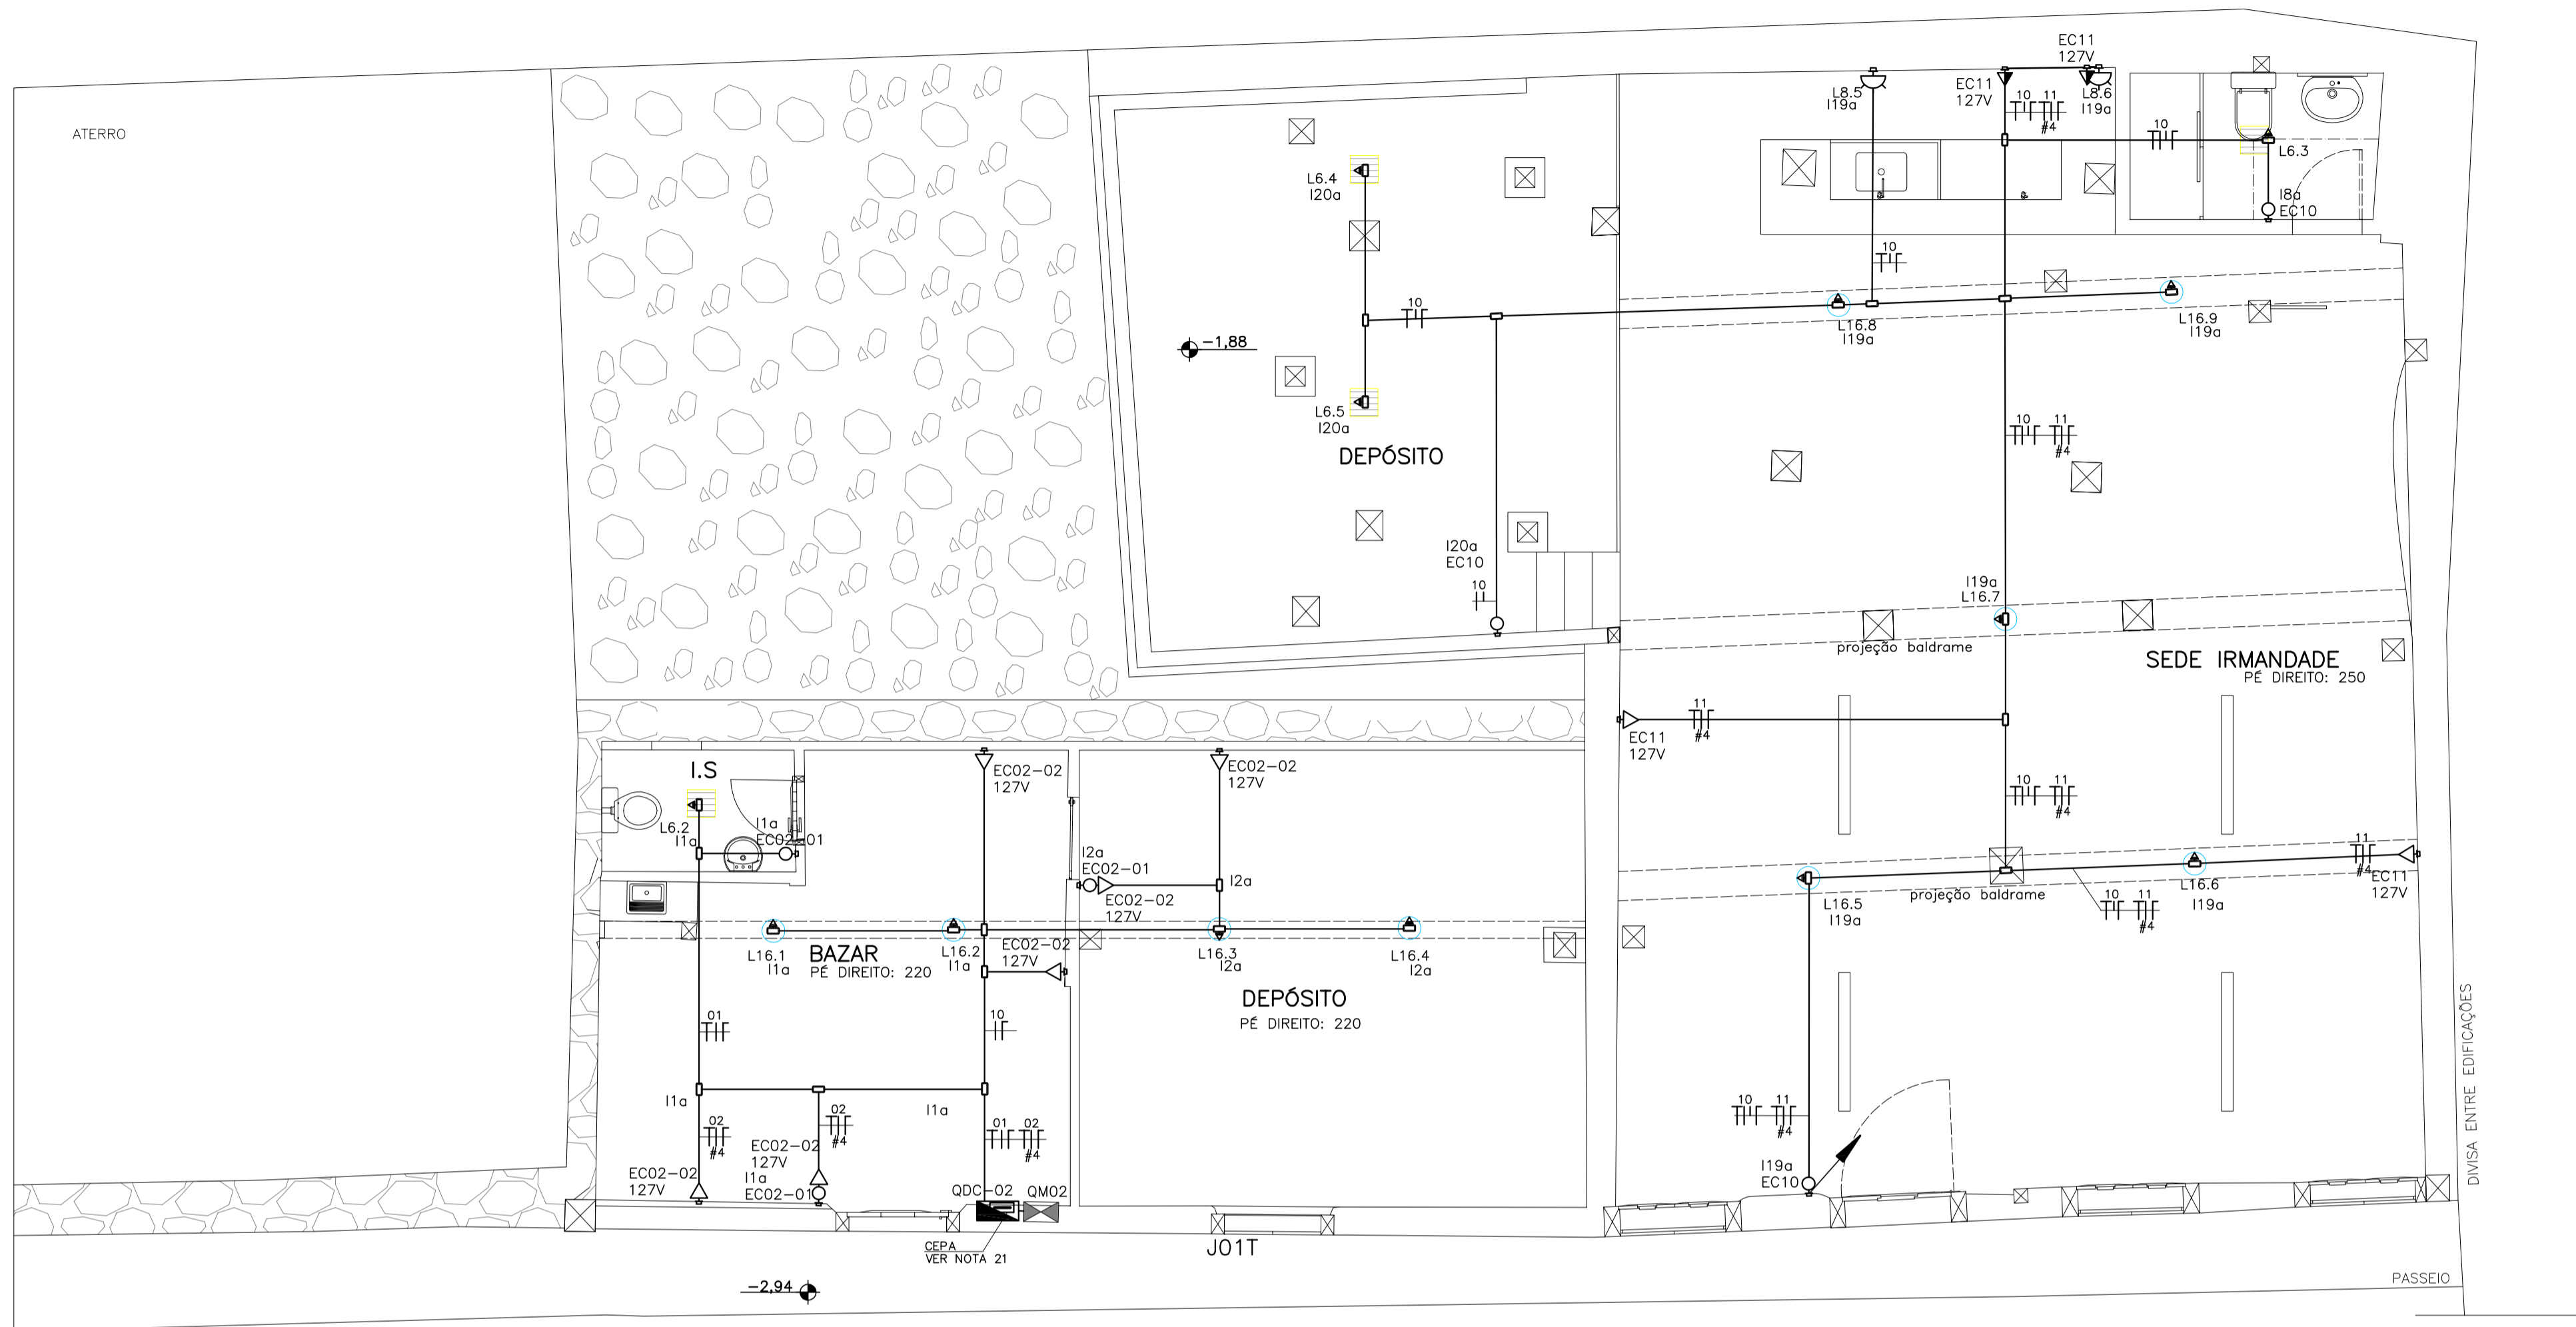 EC11
127V
EC11
127V
L8.5
I19a
L8.6
I19a
10
11
#4
10
L6.3
I8a
EC10
ATERRO
L6.4
I20a
10
10
-1,88
L16.8
I19a
L16.9
I19a
L6.5
I20a
DEPÓSITO
10
11
#4
I20a
EC10
10
I19a
L16.7
projeção baldrame
SEDE IRMANDADE
PÉ DIREITO: 250
11
#4
EC11
127V
I.S
EC02-02
127V
EC02-02
127V
10
11
#4
L6.2
I1a
I1a
EC02-01
I2a
EC02-01
EC02-02
127V
I2a
11
#4
EC11
127V
L16.5
I19a
projeção baldrame
L16.6
I19a
10
11
#4
L16.1
I1a
BAZAR
PÉ DIREITO: 220
L16.2
I1a
EC02-02
127V
L16.3
I2a
L16.4
I2a
DEPÓSITO
PÉ DIREITO: 220
01
10
DIVISA ENTRE EDIFICAÇÕES
I1a
I1a
02
#4
02
#4
01
02
#4
10
11
#4
EC02-02
127V
EC02-02
127V
I1a
EC02-01
QDC-02
QM02
I19a
EC10
CEPA
VER NOTA 21
J01T
-2,94
PASSEIO